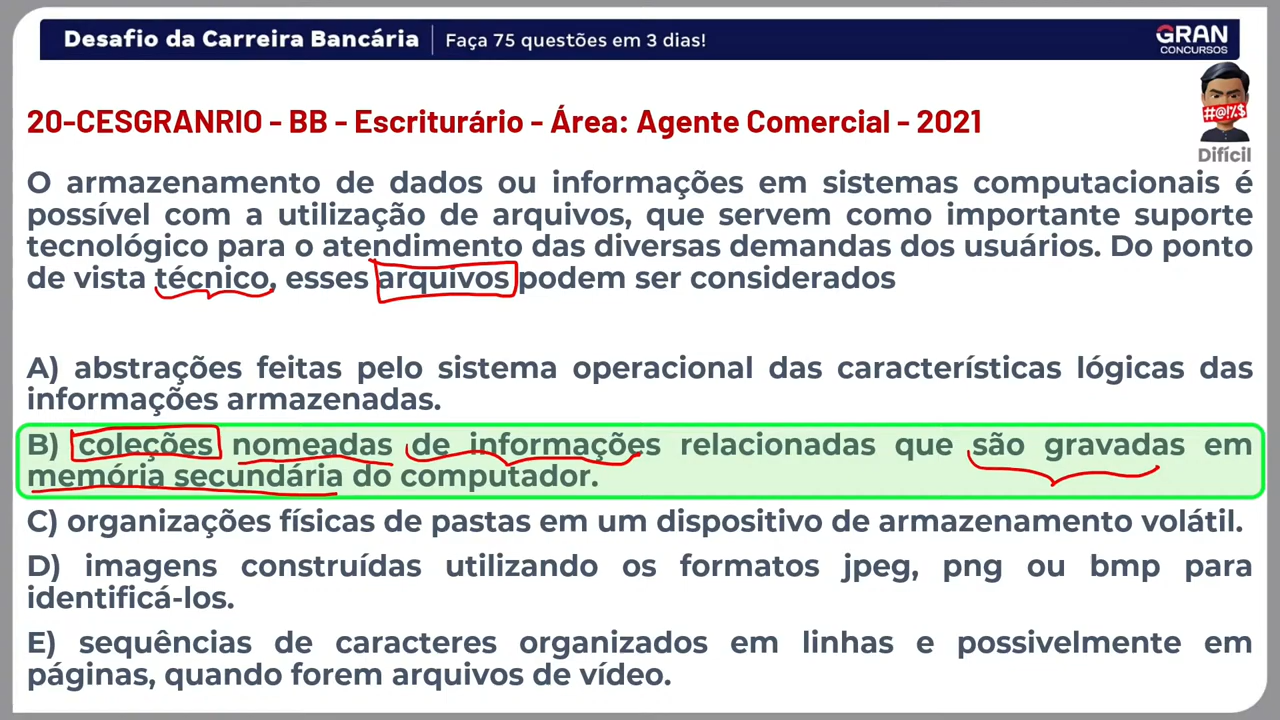 Desafio da Carreira Bancária | Faça 75 questões em 3 dias!
GRAN
CONCURSOS
#@!%$
20-CESGRANRIO - BB - Escriturário - Área: Agente Comercial - 2021
Difícil
O armazenamento de dados ou informações em sistemas computacionais é
possível com a utilização de arquivos, que servem como importante suporte
tecnológico para o atendimento das diversas demandas dos usuários. Do ponto
de vista técnico, esses arquivos podem ser considerados
A) abstrações feitas pelo sistema operacional das características lógicas das
informações armazenadas.
B) coleções nomeadas de informações relacionadas que são gravadas em
memória secundária do computador.
C) organizações físicas de pastas em um dispositivo de armazenamento volátil.
D) imagens construídas utilizando os formatos jpeg, png ou bmp para
identificá-los.
E) sequências de caracteres organizados em linhas e possivelmente em
páginas, quando forem arquivos de vídeo.